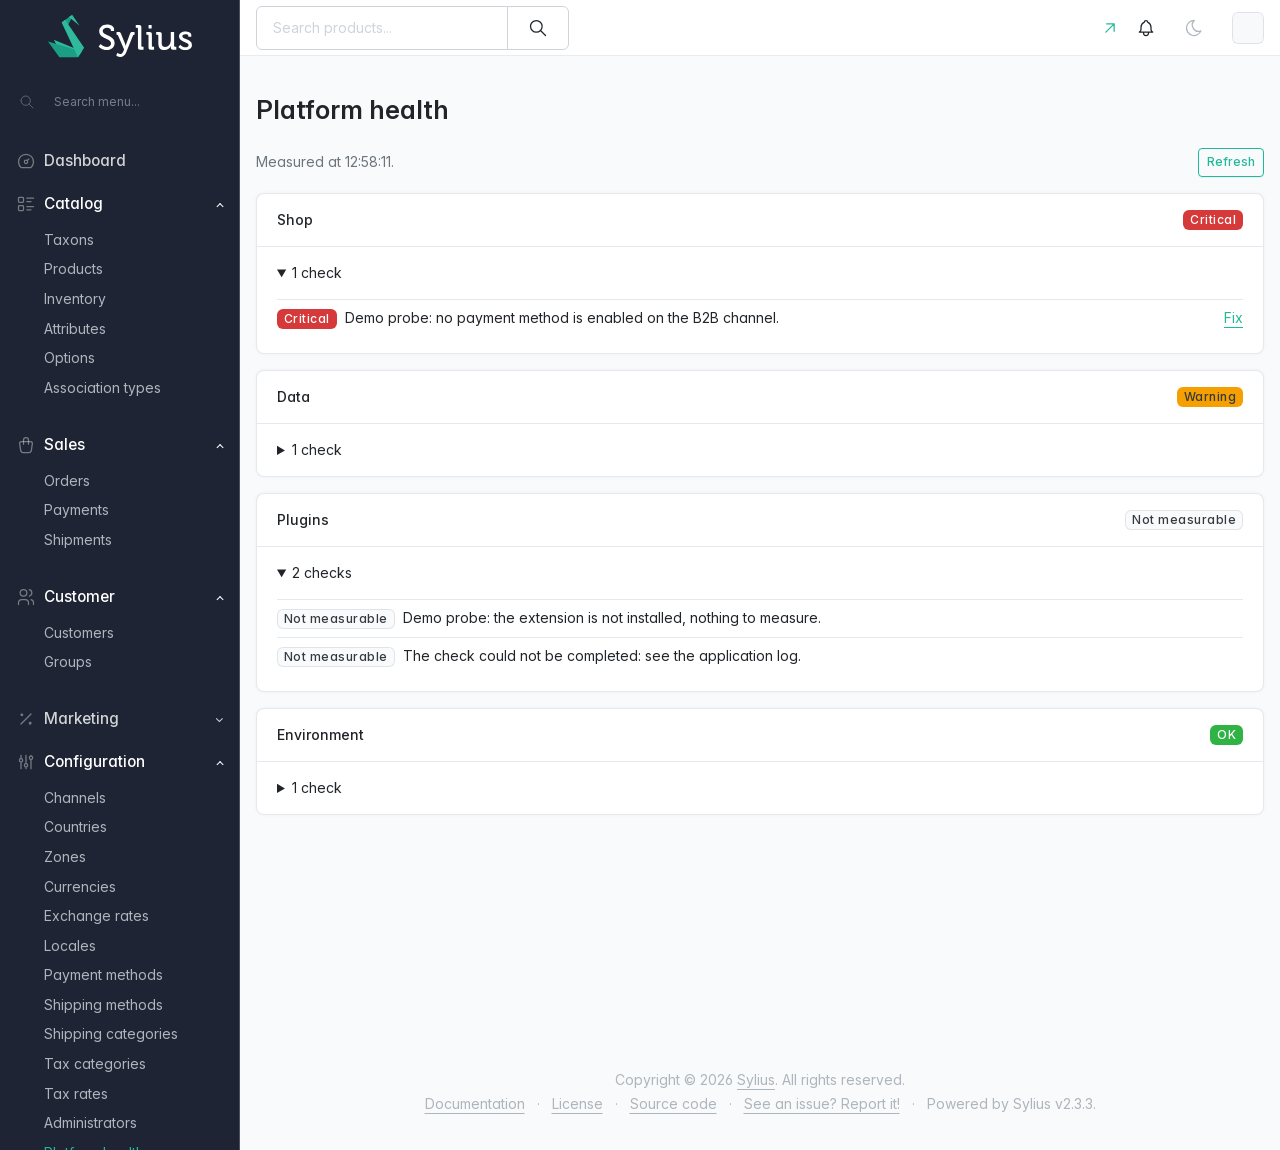 Sylius
Search products...
Search menu...
Dashboard
Catalog
Taxons
Products
Inventory
Attributes
Options
Association types
Sales
Orders
Payments
Shipments
Customer
Customers
Groups
Marketing
Configuration
Channels
Countries
Zones
Currencies
Exchange rates
Locales
Payment methods
Shipping methods
Shipping categories
Tax categories
Tax rates
Administrators
Platform health
Platform health
Measured at 12:58:11.
Refresh
Shop
Critical
1 check
Critical Demo probe: no payment method is enabled on the B2B channel. Fix
Data
Warning
1 check
Plugins
Not measurable
2 checks
Not measurable Demo probe: the extension is not installed, nothing to measure.
Not measurable The check could not be completed: see the application log.
Environment
OK
1 check
Copyright © 2026 Sylius. All rights reserved.
Documentation · License · Source code · See an issue? Report it! · Powered by Sylius v2.3.3.